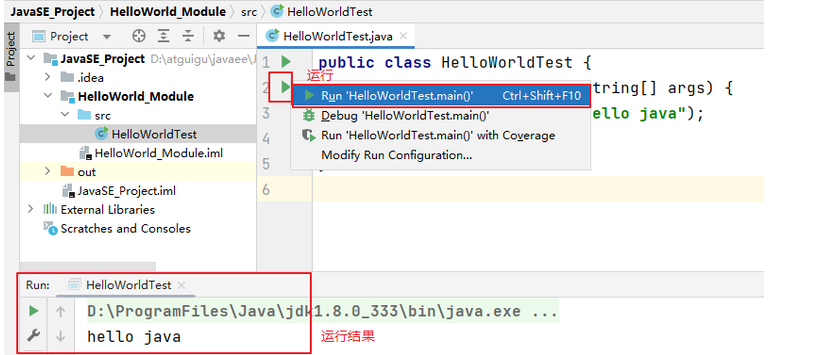 JavaSE_Project HelloWorld_Module src HelloWorldTest
Project
Project
HelloWorldTest.java
JavaSE_Project D:\atguigu\javaee\JavaSE
.idea
HelloWorld_Module
src
HelloWorldTest
HelloWorld_Module.iml
out
JavaSE_Project.iml
External Libraries
Scratches and Consoles
1 public class HelloWorldTest {
运行
2 tring[] args) {
Run 'HelloWorldTest.main()' Ctrl+Shift+F10
3 ello java");
Debug 'HelloWorldTest.main()'
4
Run 'HelloWorldTest.main()' with Coverage
Modify Run Configuration...
5 }
6
Run: HelloWorldTest
D:\ProgramFiles\Java\jdk1.8.0_333\bin\java.exe ...
hello java
运行结果